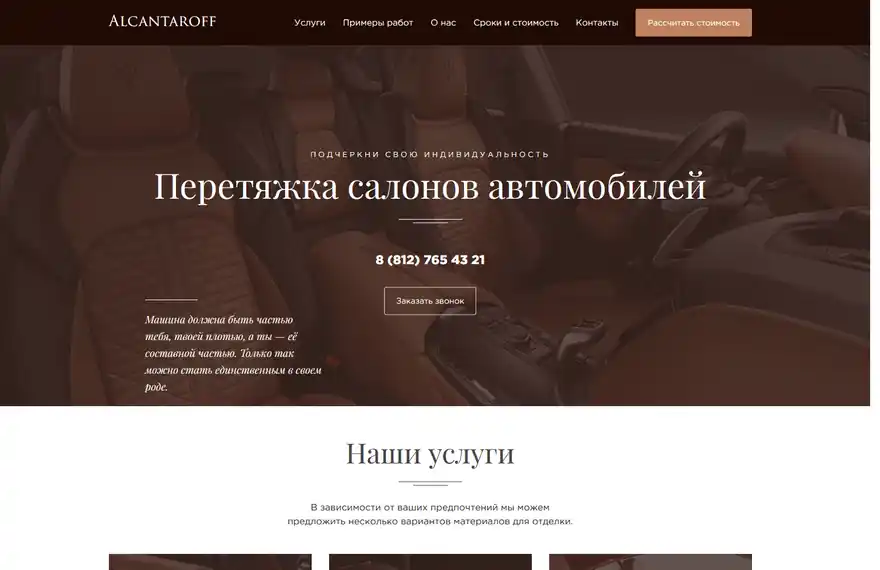 ALCANTAROFF
Услуги
Примеры работ
О нас
Сроки и стоимость
Контакты
Рассчитать стоимость
ПОДЧЕРКНИ СВОЮ ИНДИВИДУАЛЬНОСТЬ
Перетяжка салонов автомобилей
8 (812) 765 43 21
Заказать звонок
Машина должна быть частью
тебя, твоей плотью, а ты — её
составной частью. Только так
можно стать единственным в своем
роде.
Наши услуги
В зависимости от ваших предпочтений мы можем
предложить несколько вариантов материалов для отделки.